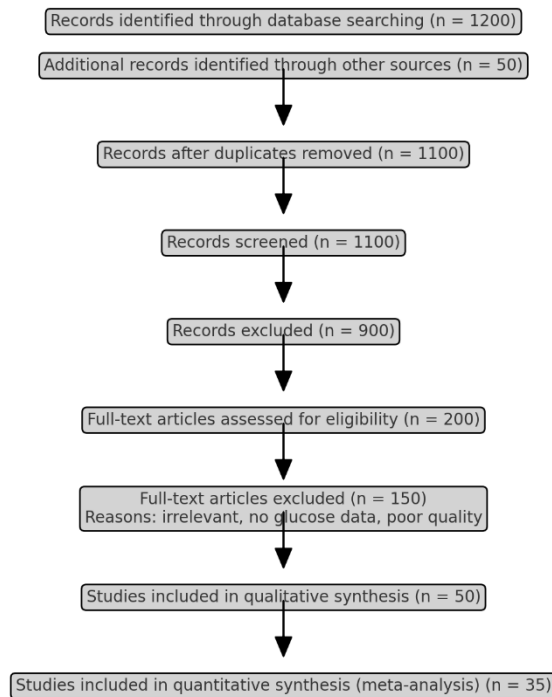 Records identified through database searching (n = 1200)
Additional records identified through other sources (n = 50)
Records after duplicates removed (n = 1100)
Records screened (n = 1100)
Records excluded (n = 900)
Full-text articles assessed for eligibility (n = 200)
Full-text articles excluded (n = 150)
Reasons: irrelevant, no glucose data, poor quality
Studies included in qualitative synthesis (n = 50)
Studies included in quantitative synthesis (meta-analysis) (n = 35)